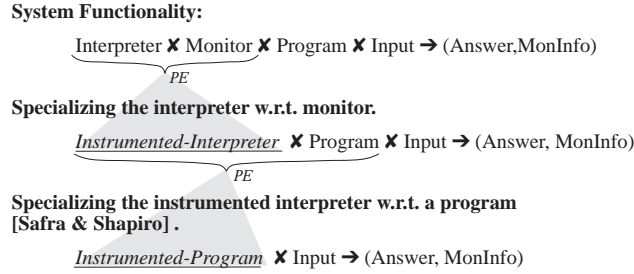 System Functionality:
Interpreter ✘ Monitor ✘ Program ✘ Input ➔ (Answer,MonInfo)
PE
Specializing the interpreter w.r.t. monitor.
Instrumented-Interpreter ✘ Program ✘ Input ➔ (Answer, MonInfo)
PE
Specializing the instrumented interpreter w.r.t. a program
[Safra & Shapiro] .
Instrumented-Program ✘ Input ➔ (Answer, MonInfo)